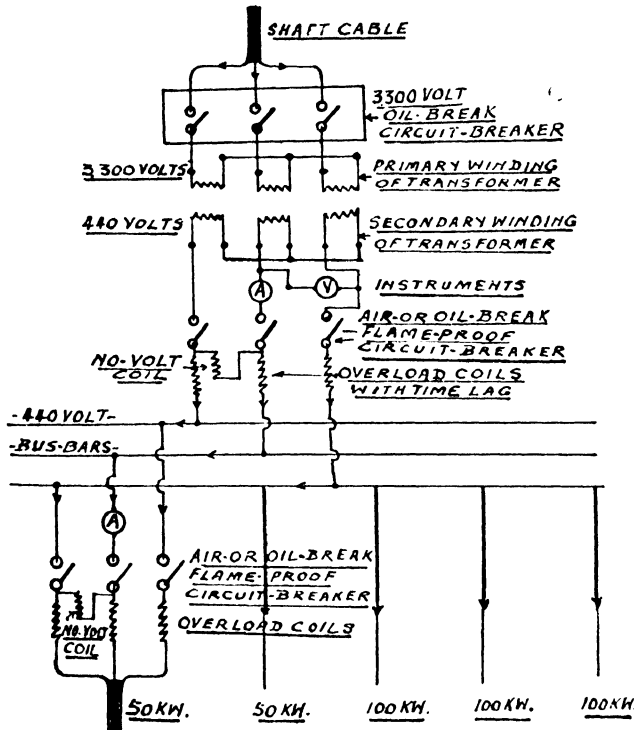 SHAFT CABLE
3300 VOLT
OIL-BREAK
CIRCUIT-BREAKER
3,300 VOLTS
PRIMARY WINDING
OF TRANSFORMER
440 VOLTS
SECONDARY WINDING
OF TRANSFORMER
A
V
INSTRUMENTS
AIR-OR OIL-BREAK
FLAME-PROOF
CIRCUIT-BREAKER
NO-VOLT
COIL
OVERLOAD COILS
WITH TIME LAG
-440 VOLT-
-BUS-BARS-
A
AIR-OR OIL-BREAK
FLAME-PROOF
CIRCUIT-BREAKER
OVERLOAD COILS
NO-VOLT
COIL
50 KW.
50 KW.
100 KW.
100 KW.
100 KW.